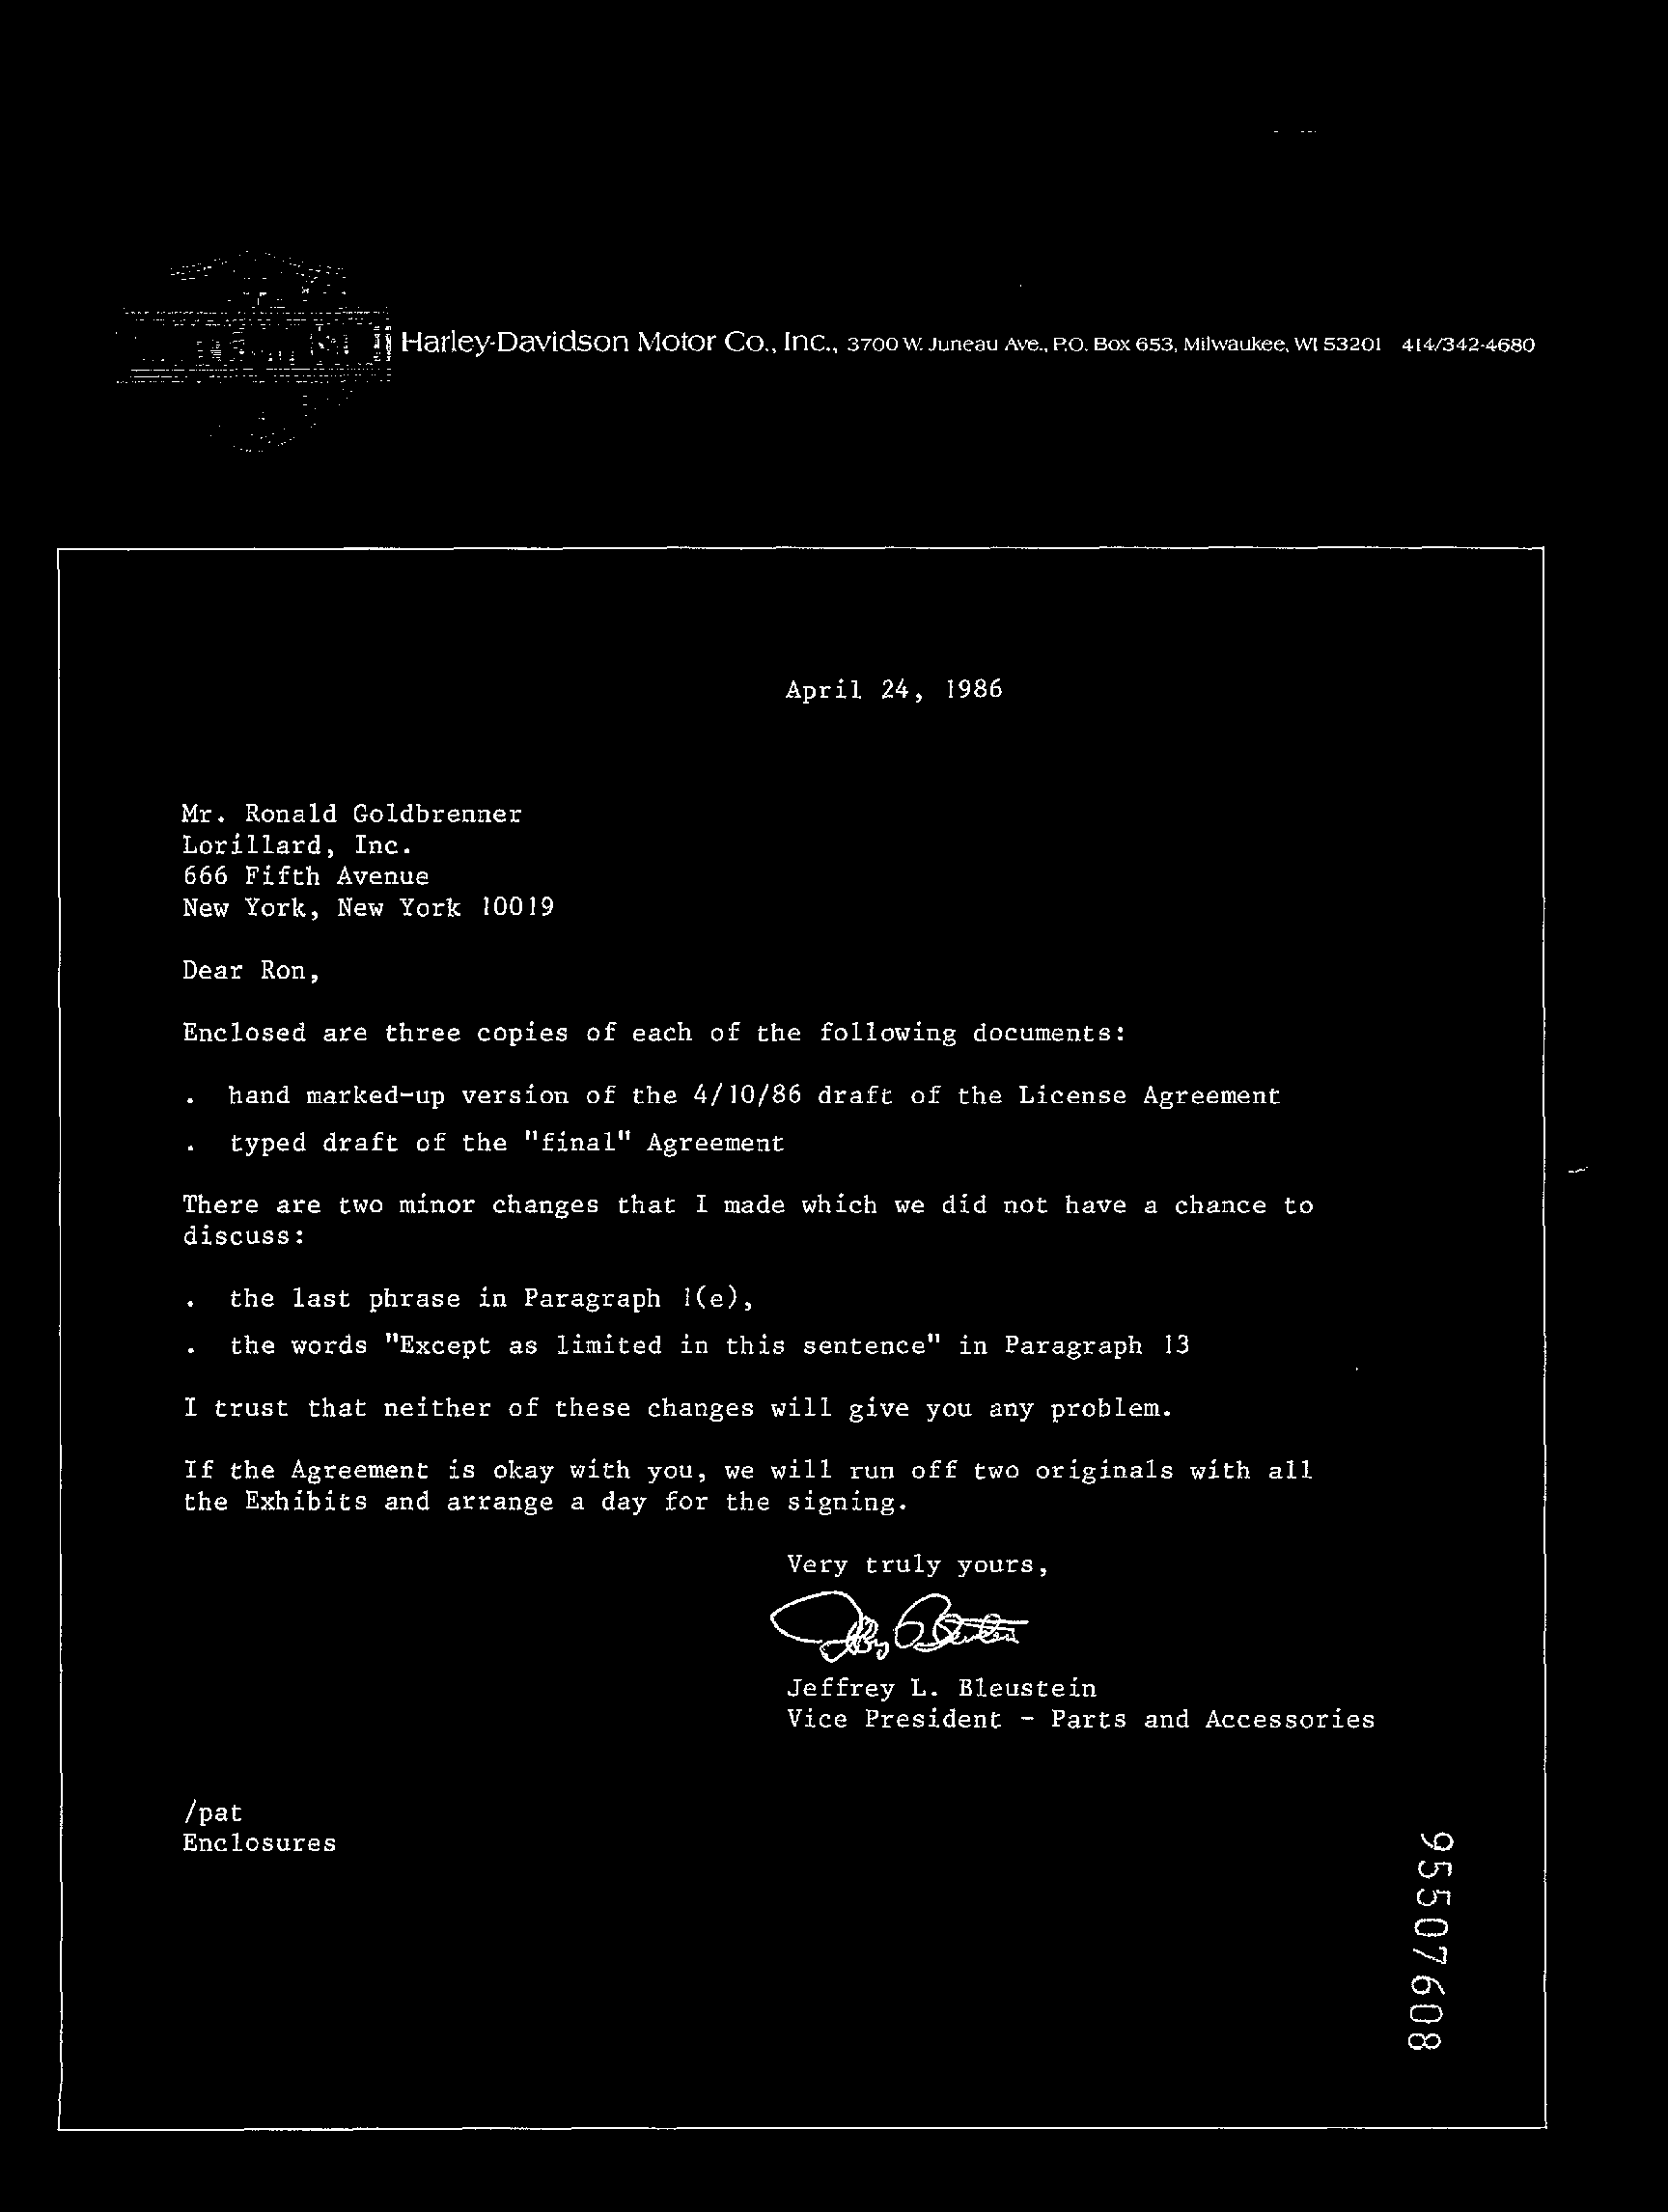 Harley-Davidson Motor Co., Inc., 3700 W. Juneau Ave., P.O. Box 653, Milwaukee, WI 53201 414/342-4680
April 24, 1986
Mr. Ronald Goldbrenner
Lorillard, Inc.
666 Fifth Avenue
New York, New York 10019
Dear Ron,
Enclosed are three copies of each of the following documents:
. hand marked-up version of the 4/10/86 draft of the License Agreement
. typed draft of the "final" Agreement
There are two minor changes that I made which we did not have a chance to
discuss:
. the last phrase in Paragraph 1(e),
. the words "Except as limited in this sentence" in Paragraph 13
I trust that neither of these changes will give you any problem.
If the Agreement is okay with you, we will run off two originals with all
the Exhibits and arrange a day for the signing.
Very truly yours,
Jeffrey L. Bleustein
Vice President - Parts and Accessories
/pat
Enclosures
95507608